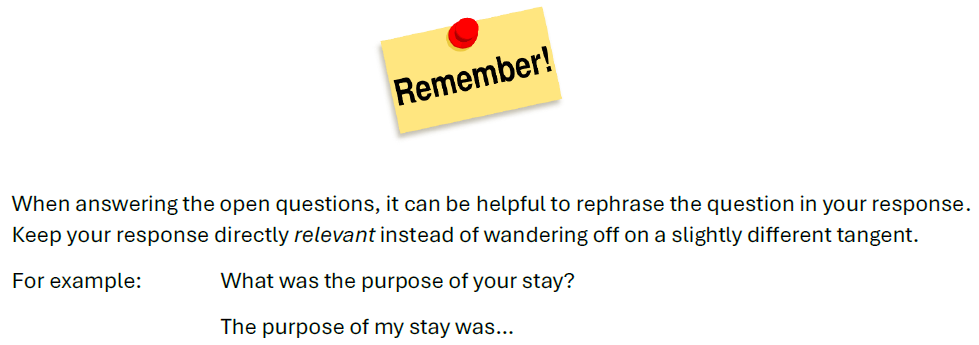 Remember!
When answering the open questions, it can be helpful to rephrase the question in your response.
Keep your response directly relevant instead of wandering off on a slightly different tangent.
For example: What was the purpose of your stay?
The purpose of my stay was...